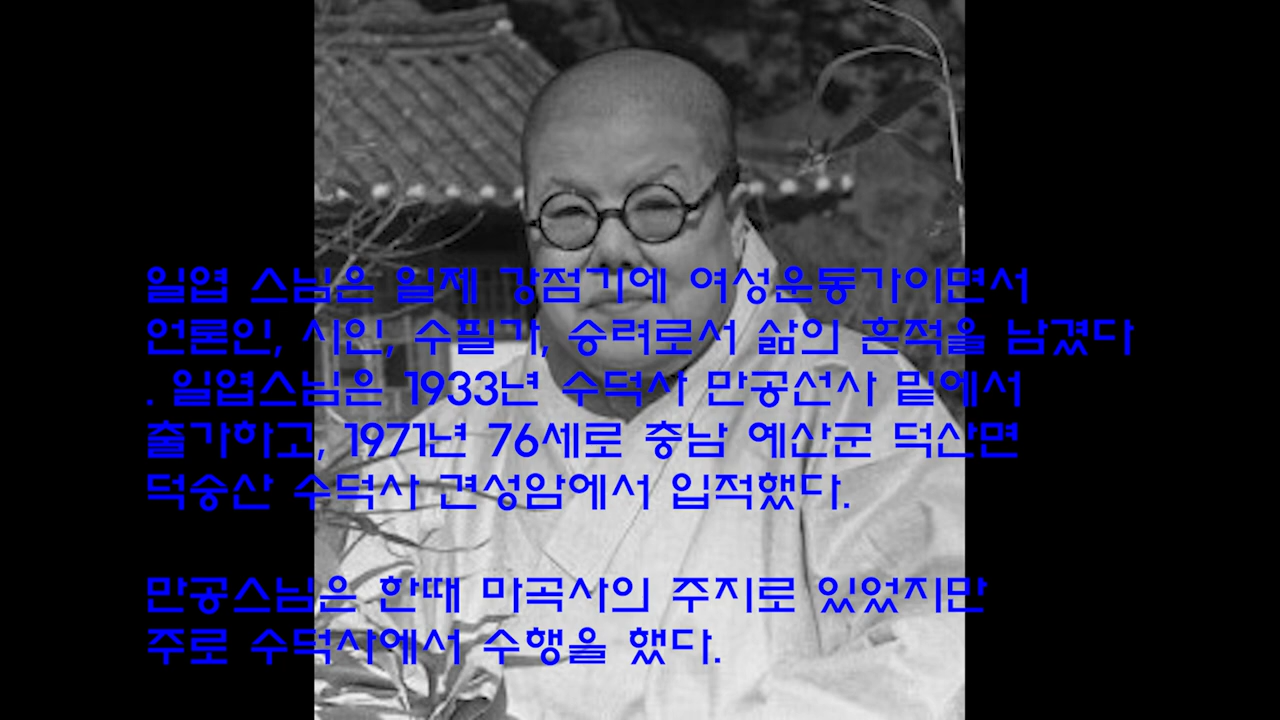 일엽 스님은 일제 강점기에 여성운동가이면서
언론인, 시인, 수필가, 승려로서 삶의 흔적을 남겼다
. 일엽스님은 1933년 수덕사 만공선사 밑에서
출가하고, 1971년 76세로 충남 예산군 덕산면
덕숭산 수덕사 견성암에서 입적했다.
만공스님은 한때 마곡사의 주지로 있었지만
주로 수덕사에서 수행을 했다.